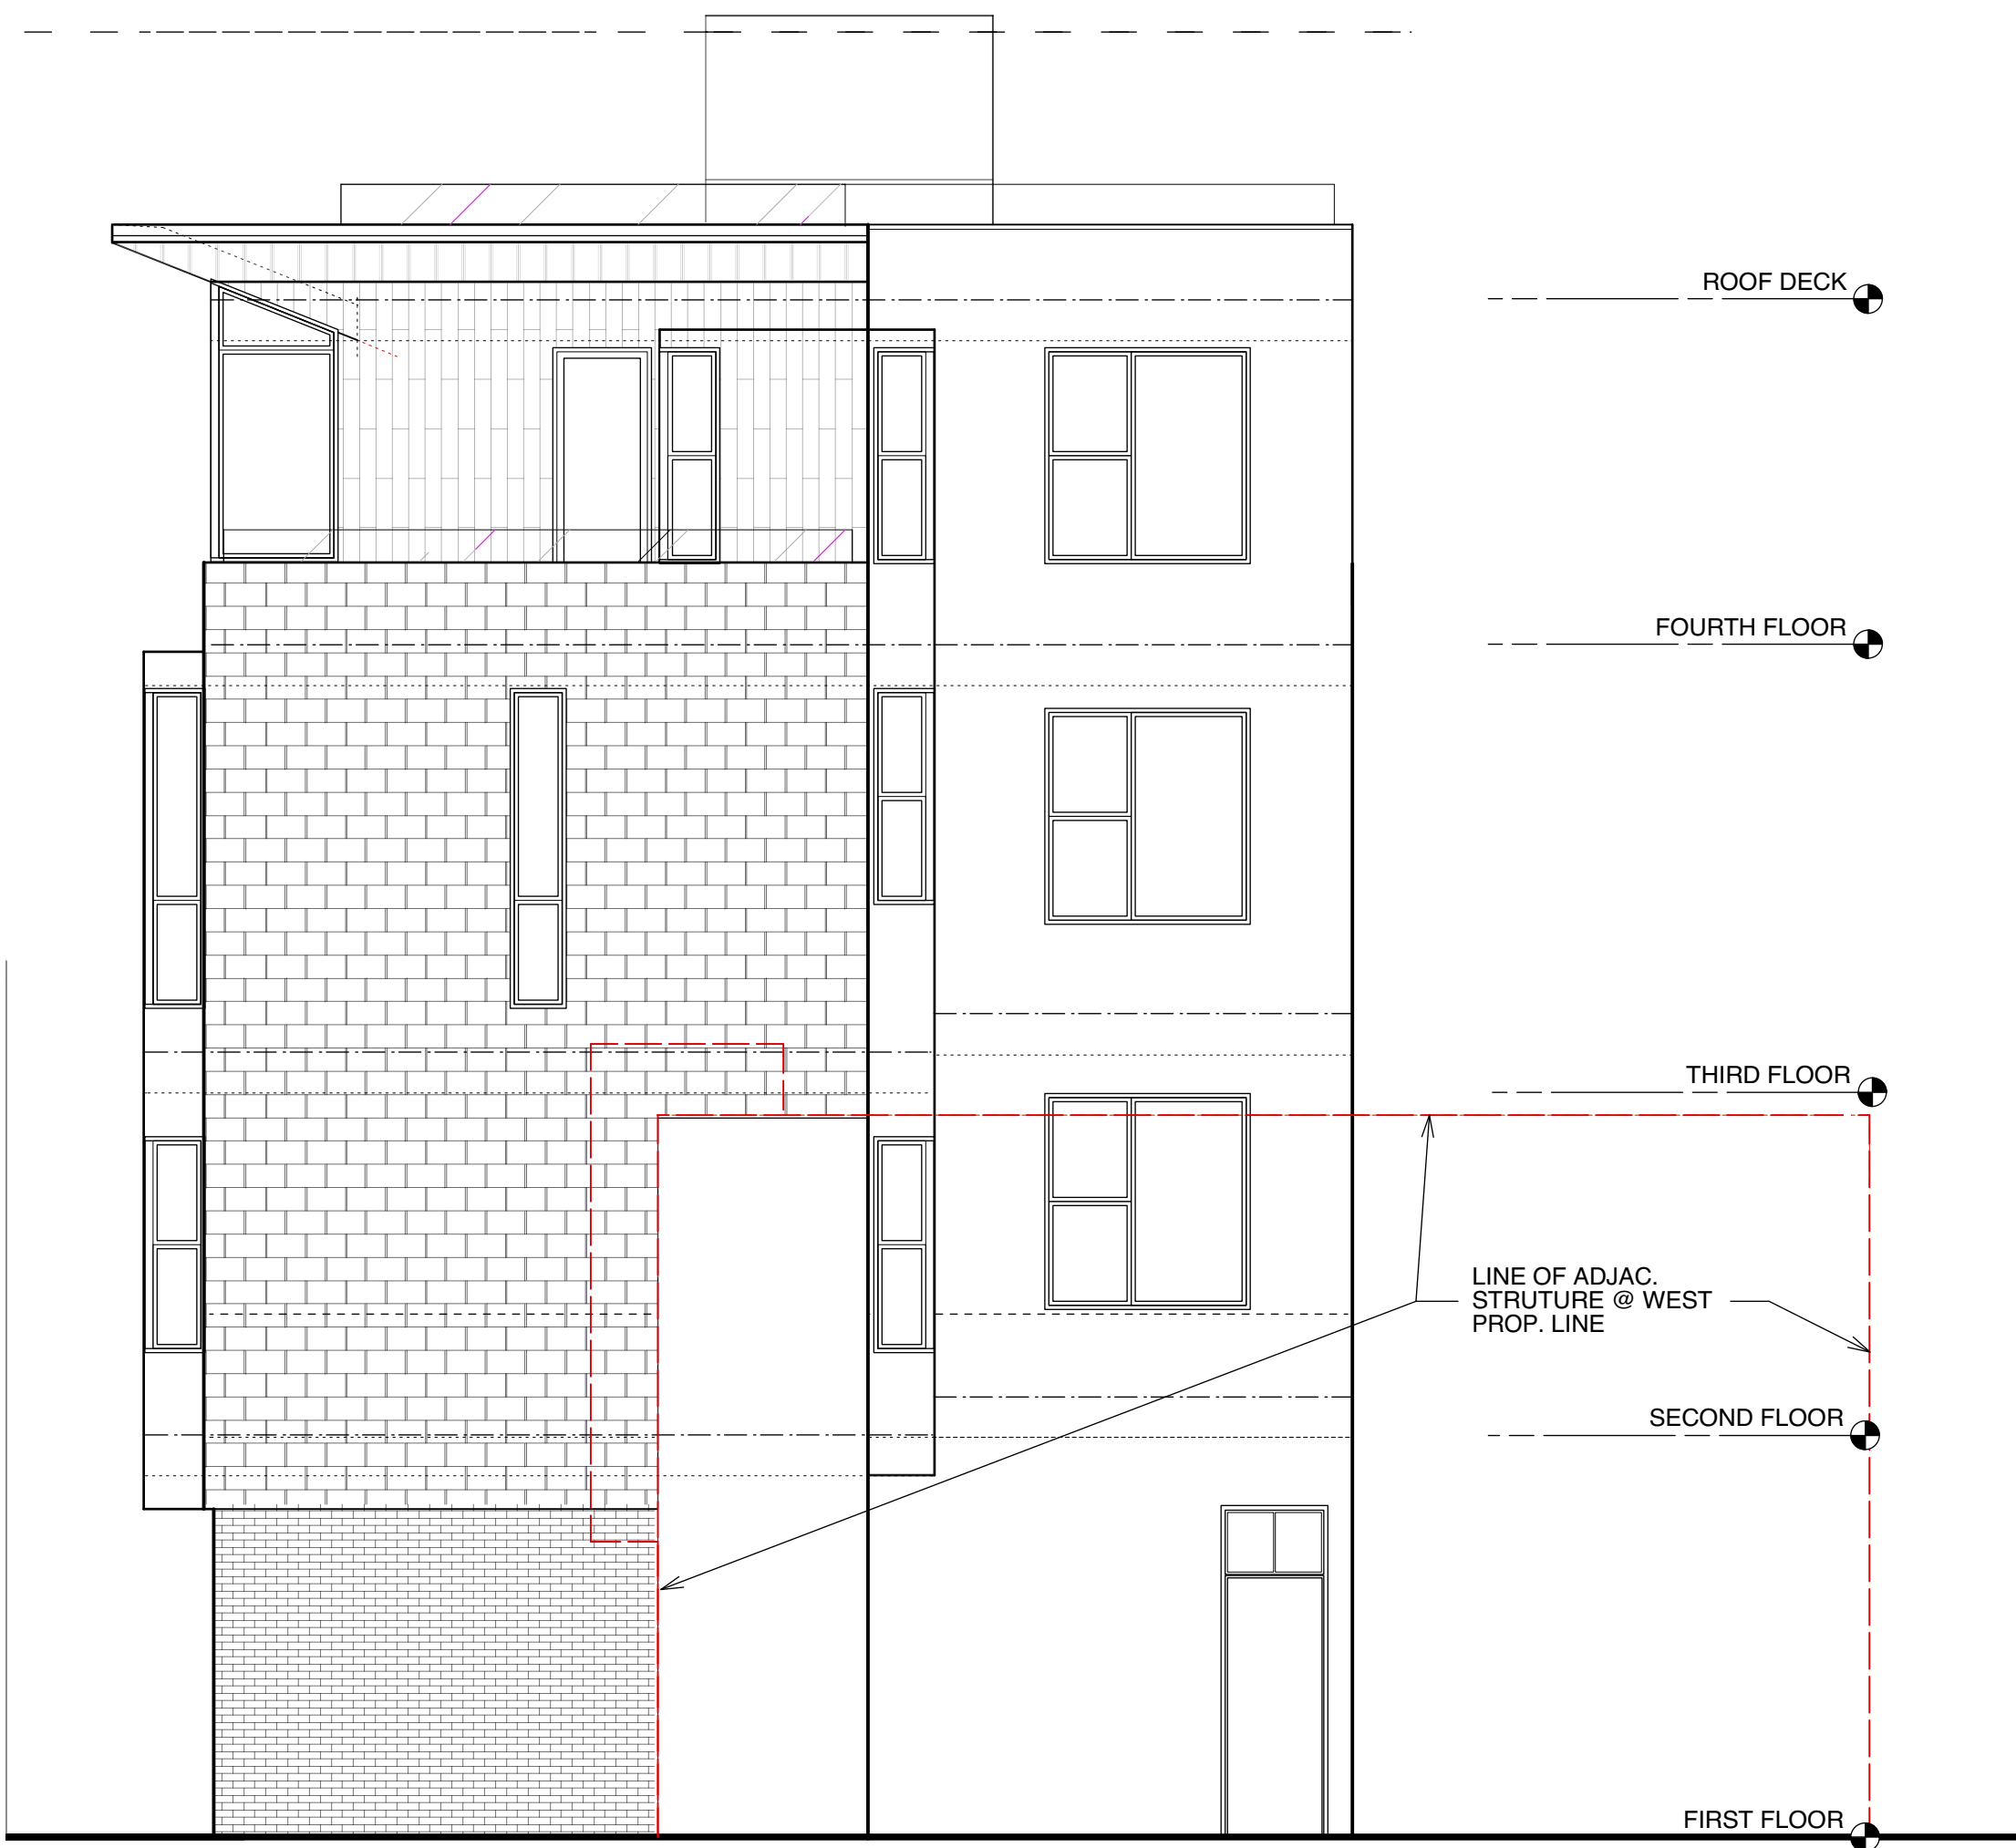 ROOF DECK
FOURTH FLOOR
THIRD FLOOR
LINE OF ADJAC.
STRUTURE @ WEST
PROP. LINE
SECOND FLOOR
FIRST FLOOR